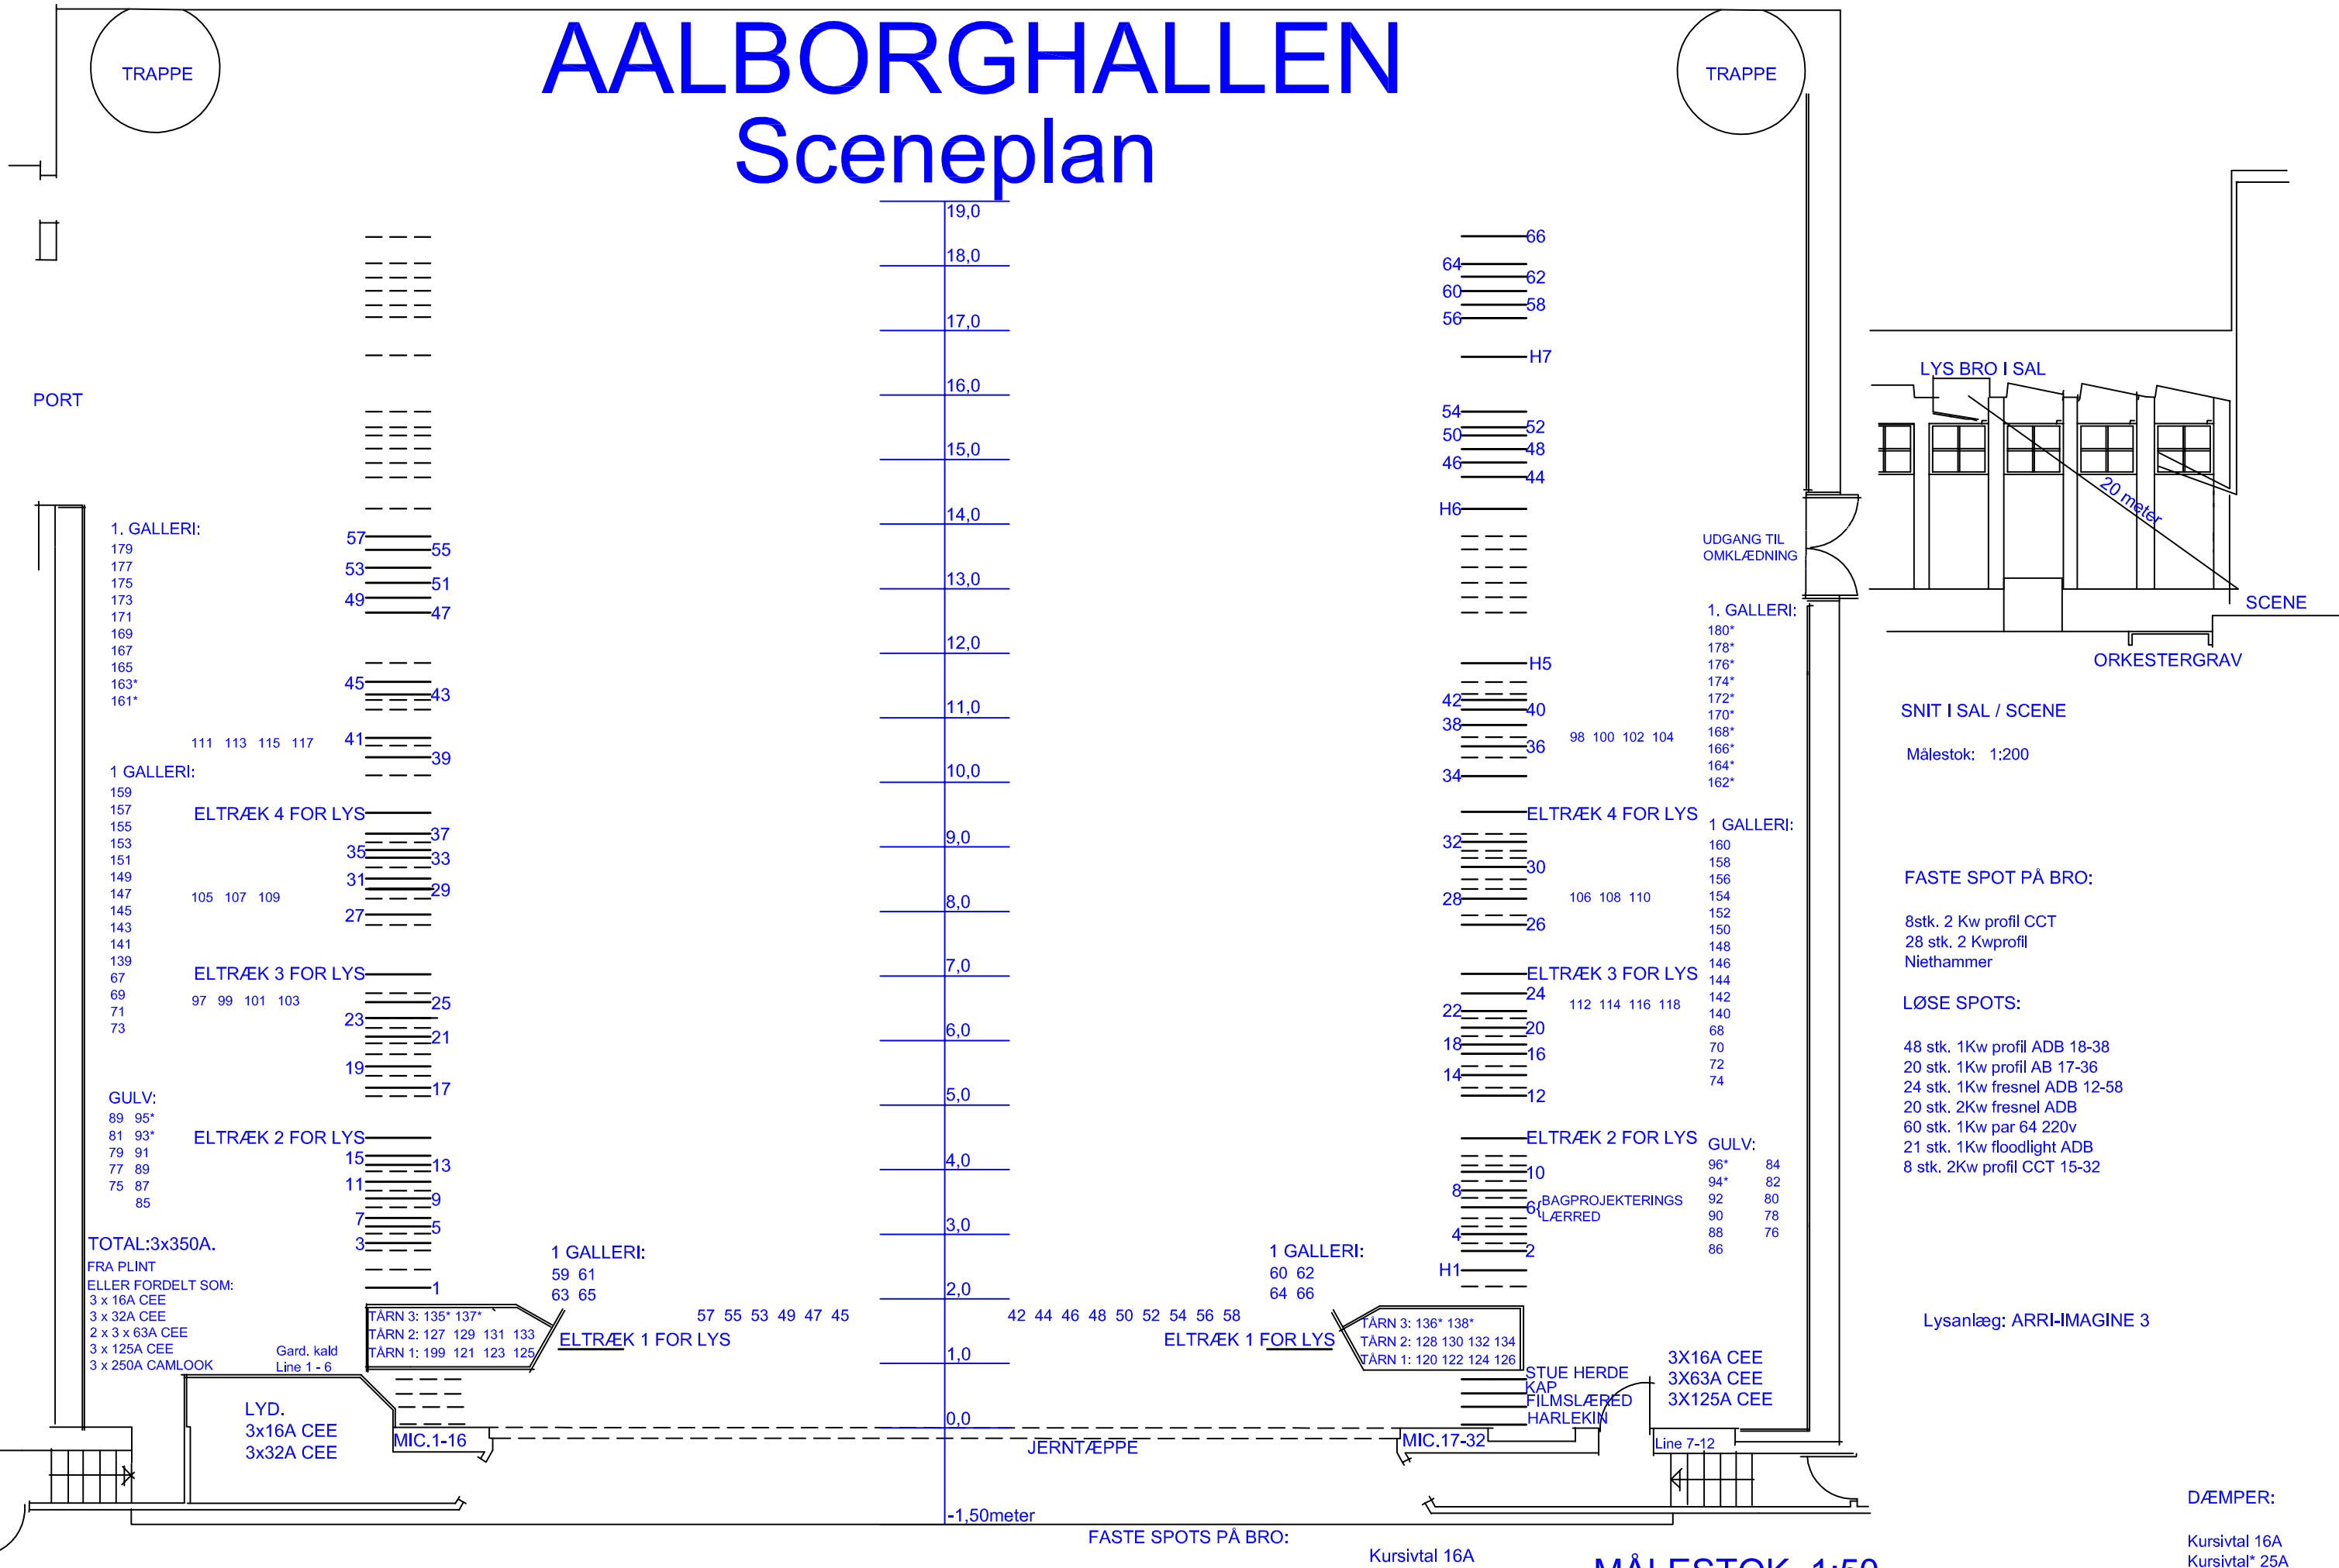 AALBORGHALLEN
Sceneplan
TRAPPE
TRAPPE
PORT
19,0
18,0
17,0
16,0
15,0
14,0
13,0
12,0
11,0
10,0
9,0
8,0
7,0
6,0
5,0
4,0
3,0
2,0
1,0
0,0
-1,50meter
1. GALLERI:
179
177
175
173
171
169
167
165
163*
161*
111 113 115 117
1 GALLERI:
159
157
155
153
151
149
147
145
143
141
139
67
69
71
73
105 107 109
97 99 101 103
GULV:
89 95*
81 93*
79 91
77 89
75 87
85
TOTAL:3x350A.
FRA PLINT
ELLER FORDELT SOM:
3 x 16A CEE
3 x 32A CEE
2 x 3 x 63A CEE
3 x 125A CEE
3 x 250A CAMLOOK
Gard. kald
Line 1 - 6
LYD.
3x16A CEE
3x32A CEE
MIC.1-16
57
55
53
51
49
47
45
43
41
39
ELTRÆK 4 FOR LYS
37
35
33
31
29
27
ELTRÆK 3 FOR LYS
25
23
21
19
17
ELTRÆK 2 FOR LYS
15
13
11
9
7
5
3
1
TÅRN 3: 135* 137*
TÅRN 2: 127 129 131 133
TÅRN 1: 199 121 123 125
1 GALLERI:
59 61
63 65
57 55 53 49 47 45
ELTRÆK 1 FOR LYS
1 GALLERI:
60 62
64 66
42 44 46 48 50 52 54 56 58
ELTRÆK 1 FOR LYS
66
64
62
60
58
56
H7
54
52
50
48
46
44
H6
H5
42
40
38
36
34
ELTRÆK 4 FOR LYS
32
30
28
26
ELTRÆK 3 FOR LYS
24
22
20
18
16
14
12
ELTRÆK 2 FOR LYS
10
8
6{BAGPROJEKTERINGS
LÆRRED
4
2
H1
TÅRN 3: 136* 138*
TÅRN 2: 128 130 132 134
TÅRN 1: 120 122 124 126
STUE HERDE
KAP
FILMSLÆRED
HARLEKIN
MIC.17-32
JERNTÆPPE
Line 7-12
3X16A CEE
3X63A CEE
3X125A CEE
UDGANG TIL
OMKLÆDNING
1. GALLERI:
180*
178*
176*
174*
172*
170*
168*
166*
164*
162*
98 100 102 104
1 GALLERI:
160
158
156
154
152
150
148
146
144
142
140
68
70
72
74
106 108 110
112 114 116 118
GULV:
96* 84
94* 82
92 80
90 78
88 76
86
LYS BRO I SAL
20 meter
SCENE
ORKESTERGRAV
SNIT I SAL / SCENE
Målestok: 1:200
FASTE SPOT PÅ BRO:
8stk. 2 Kw profil CCT
28 stk. 2 Kwprofil
Niethammer
LØSE SPOTS:
48 stk. 1Kw profil ADB 18-38
20 stk. 1Kw profil AB 17-36
24 stk. 1Kw fresnel ADB 12-58
20 stk. 2Kw fresnel ADB
60 stk. 1Kw par 64 220v
21 stk. 1Kw floodlight ADB
8 stk. 2Kw profil CCT 15-32
Lysanlæg: ARRI-IMAGINE 3
DÆMPER:
Kursivtal 16A
Kursivtal* 25A
FASTE SPOTS PÅ BRO:
Kursivtal 16A
MÅLESTOK 1:50